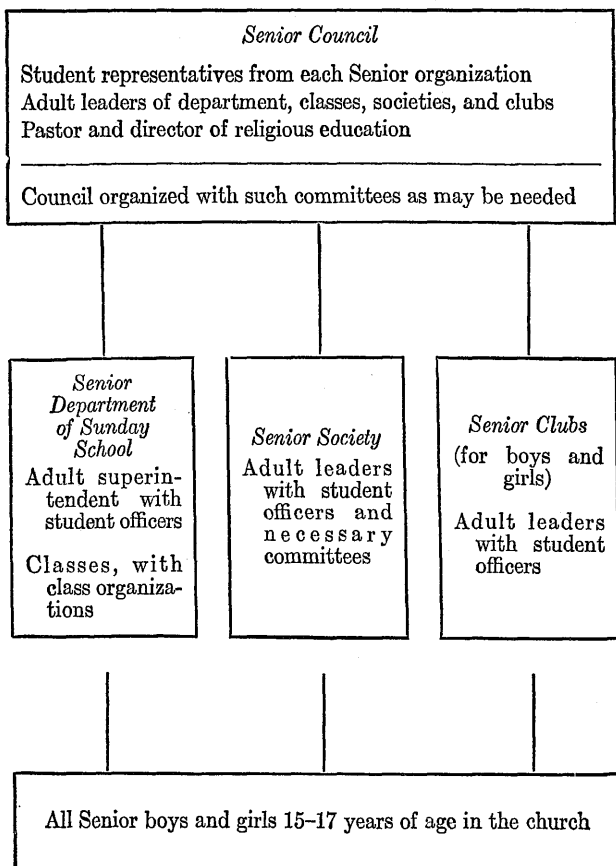 Senior Council
Student representatives from each Senior organization
Adult leaders of department, classes, societies, and clubs
Pastor and director of religious education
Council organized with such committees as may be needed
Senior
Department
of Sunday
School
Adult superin-
tendent with
student officers
Classes, with
class organiza-
tions
Senior Society
Adult leaders
with student
officers and
necessary
committees
Senior Clubs
(for boys and
girls)
Adult leaders
with student
officers
All Senior boys and girls 15–17 years of age in the church